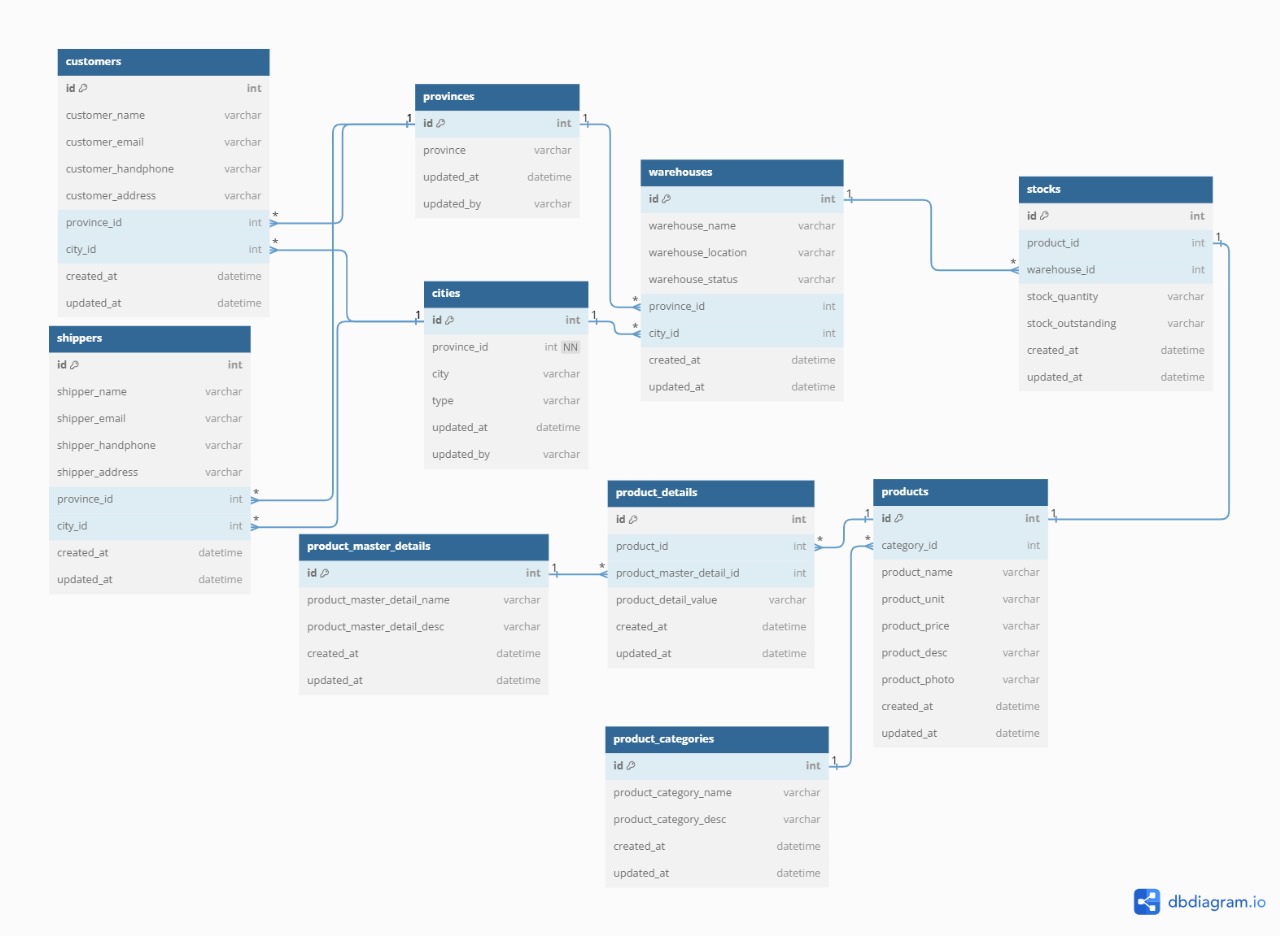 customers
id int
customer_name varchar
customer_email varchar
customer_handphone varchar
customer_address varchar
province_id int
city_id int
created_at datetime
updated_at datetime
shippers
id int
shipper_name varchar
shipper_email varchar
shipper_handphone varchar
shipper_address varchar
province_id int
city_id int
created_at datetime
updated_at datetime
provinces
id int
province varchar
updated_at datetime
updated_by varchar
cities
id int
province_id int NN
city varchar
type varchar
updated_at datetime
updated_by varchar
warehouses
id int
warehouse_name varchar
warehouse_location varchar
warehouse_status varchar
province_id int
city_id int
created_at datetime
updated_at datetime
stocks
id int
product_id int
warehouse_id int
stock_quantity varchar
stock_outstanding varchar
created_at datetime
updated_at datetime
product_master_details
id int
product_master_detail_name varchar
product_master_detail_desc varchar
created_at datetime
updated_at datetime
product_details
id int
product_id int
product_master_detail_id int
product_detail_value varchar
created_at datetime
updated_at datetime
products
id int
category_id int
product_name varchar
product_unit varchar
product_price varchar
product_desc varchar
product_photo varchar
created_at datetime
updated_at datetime
product_categories
id int
product_category_name varchar
product_category_desc varchar
created_at datetime
updated_at datetime
1
*
*
1
*
*
1
1
*
*
1
*
1
1
*
1
*
1
*
1
dbdiagram.io